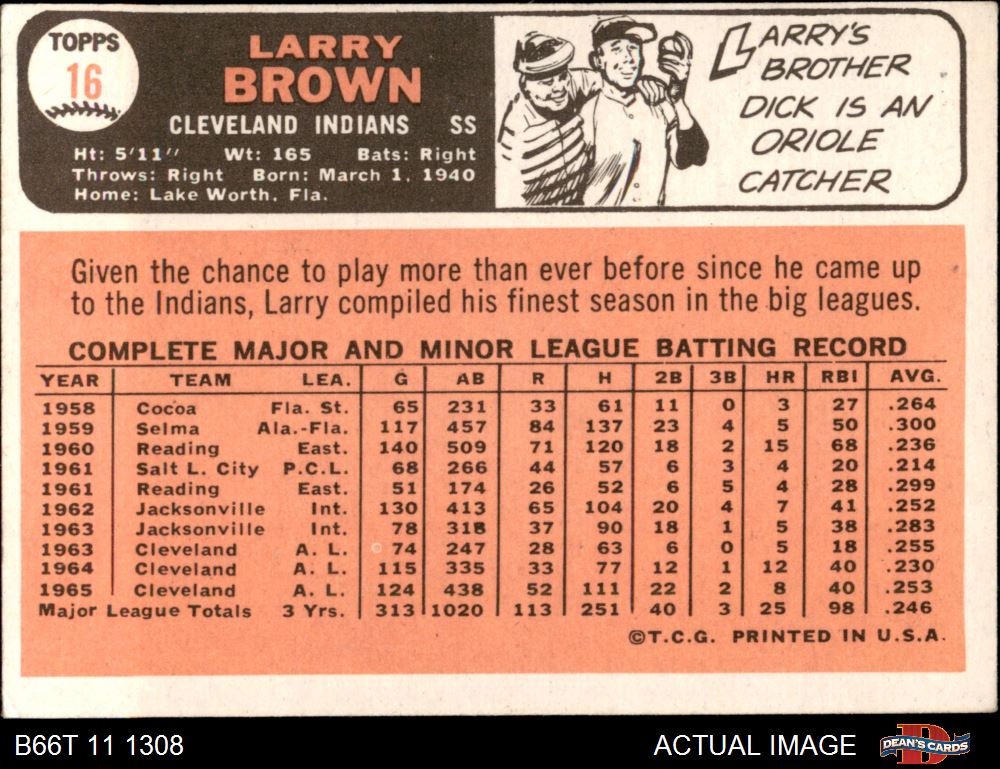 TOPPS
16
LARRY
BROWN
CLEVELAND INDIANS SS
Ht: 5'11" Wt: 165 Bats: Right
Throws: Right Born: March 1, 1940
Home: Lake Worth, Fla.
LARRY'S
BROTHER
DICK IS AN
ORIOLE
CATCHER
Given the chance to play more than ever before since he came up
to the Indians, Larry compiled his finest season in the big leagues.
COMPLETE MAJOR AND MINOR LEAGUE BATTING RECORD
YEAR TEAM LEA. G AB R H 2B 3B HR RBI AVG.
1958 Cocoa Fla. St. 65 231 33 61 11 0 3 27 .264
1959 Selma Ala.-Fla. 117 457 84 137 23 4 5 50 .300
1960 Reading East. 140 509 71 120 18 2 15 68 .236
1961 Salt L. City P.C.L. 68 266 44 57 6 3 4 20 .214
1961 Reading East. 51 174 26 52 6 5 4 28 .299
1962 Jacksonville Int. 130 413 65 104 20 4 7 41 .252
1963 Jacksonville Int. 78 318 37 90 18 1 5 38 .283
1963 Cleveland A. L. 74 247 28 63 6 0 5 18 .255
1964 Cleveland A. L. 115 335 33 77 12 1 12 40 .230
1965 Cleveland A. L. 124 438 52 111 22 2 8 40 .253
Major League Totals 3 Yrs. 313 1020 113 251 40 3 25 98 .246
©T.C.G. PRINTED IN U.S.A.
B66T 11 1308
ACTUAL IMAGE
DEAN'S CARDS